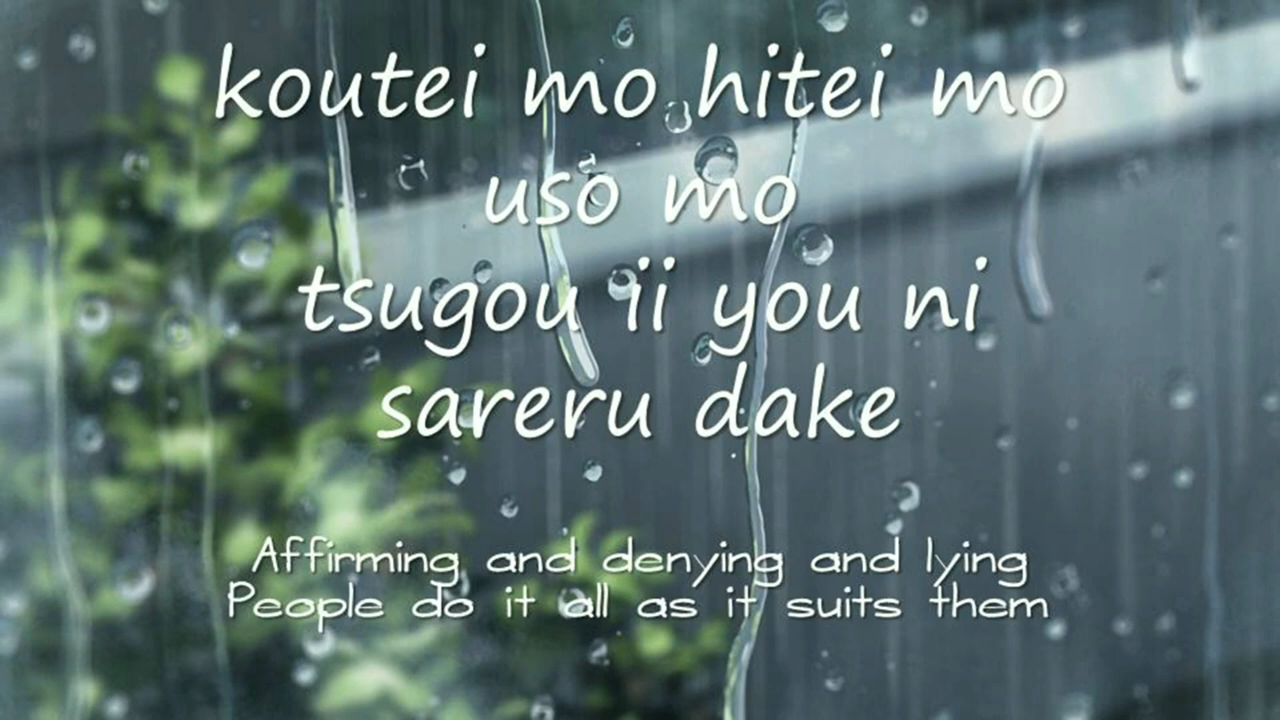 koutei mo hitei mo
uso mo
tsugou ii you ni
sareru dake
Affirming and denying and lying
People do it all as it suits them